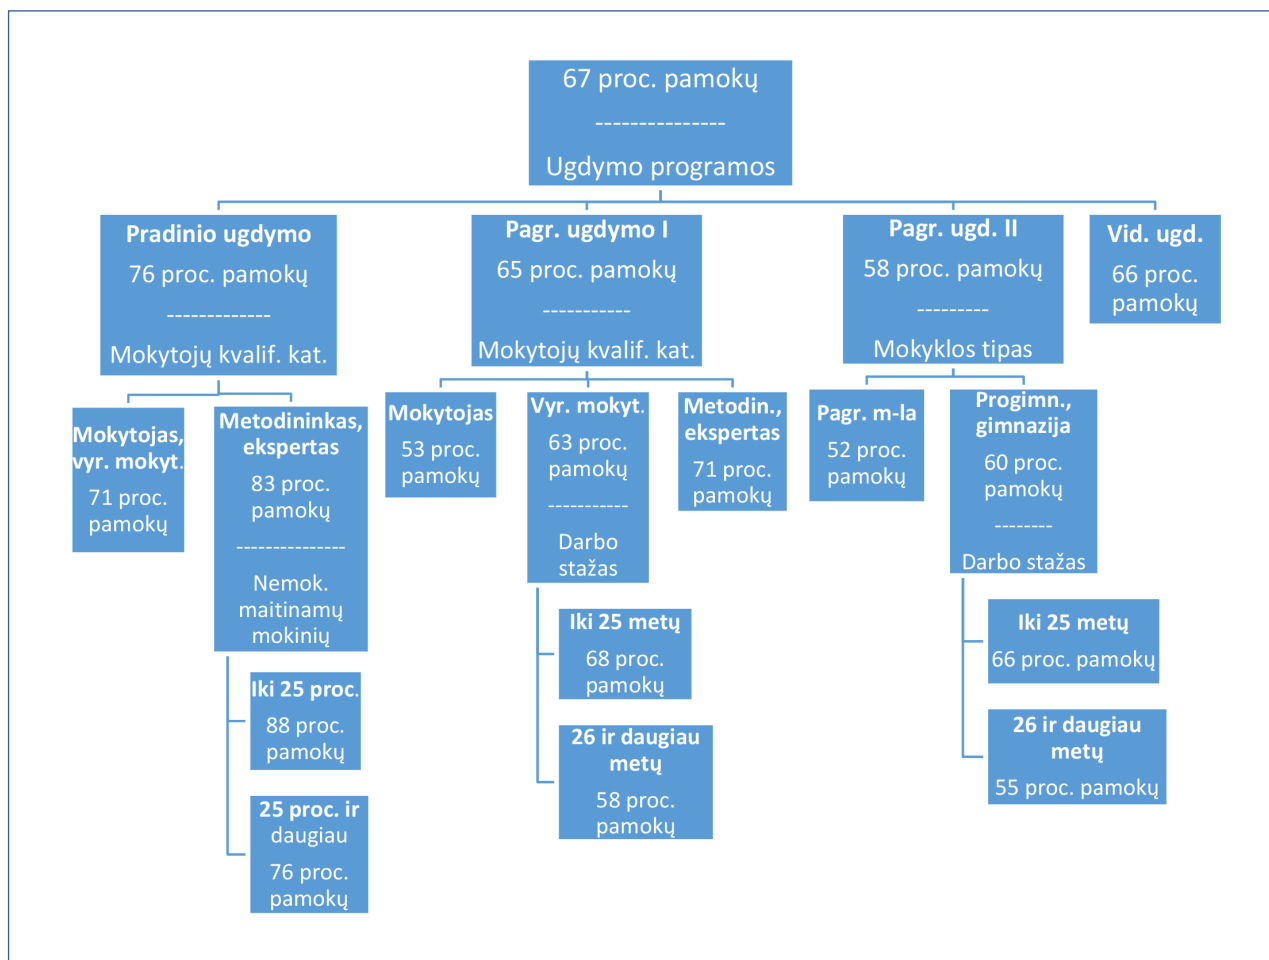 67 proc. pamokų
---------------
Ugdymo programos
Pradinio ugdymo
76 proc. pamokų
-------------
Mokytojų kvalif. kat.
Pagr. ugdymo I
65 proc. pamokų
-----------
Mokytojų kvalif. kat.
Pagr. ugd. II
58 proc. pamokų
---------
Mokyklos tipas
Vid. ugd.
66 proc.
pamokų
Mokytojas,
vyr. mokyt.
71 proc.
pamokų
Metodininkas,
ekspertas
83 proc.
pamokų
---------------
Nemok.
maitinamų
mokinių
Iki 25 proc.
88 proc.
pamokų
25 proc. ir
daugiau
76 proc.
pamokų
Mokytojas
53 proc.
pamokų
Vyr. mokyt.
63 proc.
pamokų
-----------
Darbo
stažas
Iki 25 metų
68 proc.
pamokų
26 ir daugiau
metų
58 proc.
pamokų
Metodin.,
ekspertas
71 proc.
pamokų
Pagr. m-la
52 proc.
pamokų
Progimn.,
gimnazija
60 proc.
pamokų
--------
Darbo stažas
Iki 25 metų
66 proc. pamokų
26 ir daugiau
metų
55 proc. pamokų